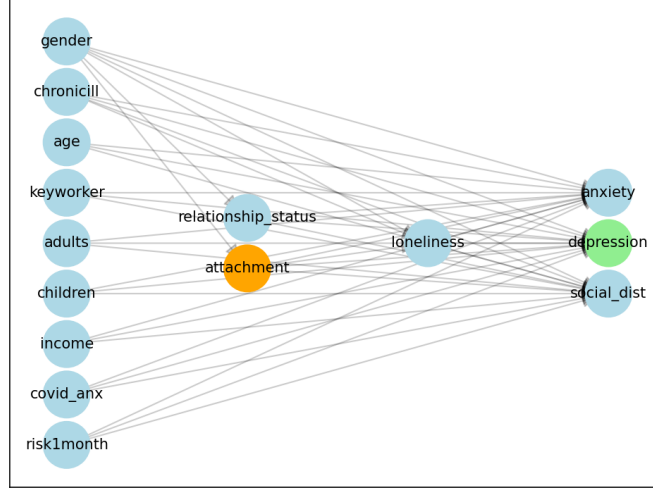 gender
chronicill
age
keyworker
adults
children
income
covid_anx
risk1month
relationship_status
attachment
loneliness
anxiety
depression
social_dist